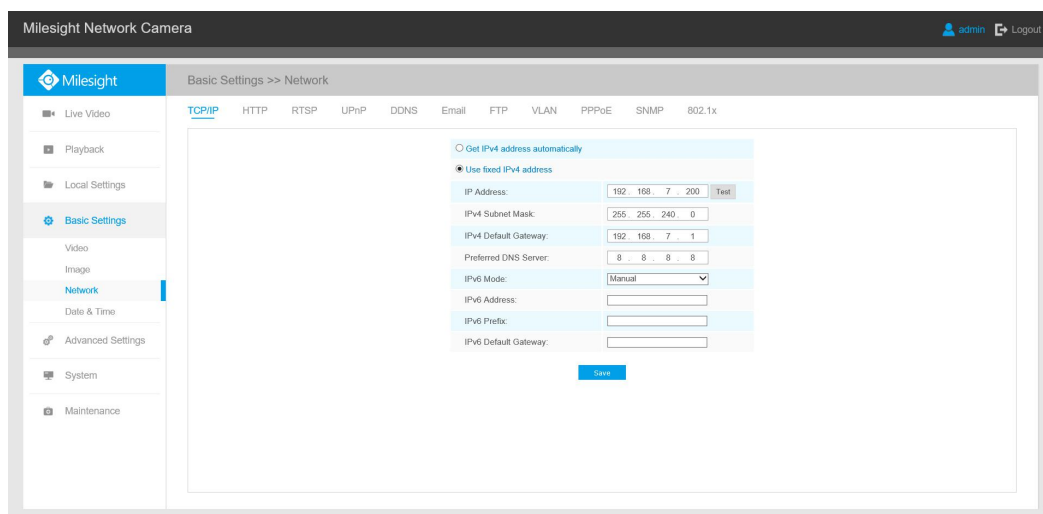 Milesight Network Camera
admin Logout
Milesight
Basic Settings >> Network
Live Video
Playback
Local Settings
Basic Settings
Video
Image
Network
Date & Time
Advanced Settings
System
Maintenance
TCP/IP HTTP RTSP UPnP DDNS Email FTP VLAN PPPoE SNMP 802.1x
Get IPv4 address automatically
Use fixed IPv4 address
IP Address: 192 . 168 . 7 . 200 Test
IPv4 Subnet Mask: 255 . 255 . 240 . 0
IPv4 Default Gateway: 192 . 168 . 7 . 1
Preferred DNS Server: 8 . 8 . 8 . 8
IPv6 Mode: Manual
IPv6 Address:
IPv6 Prefix:
IPv6 Default Gateway:
Save